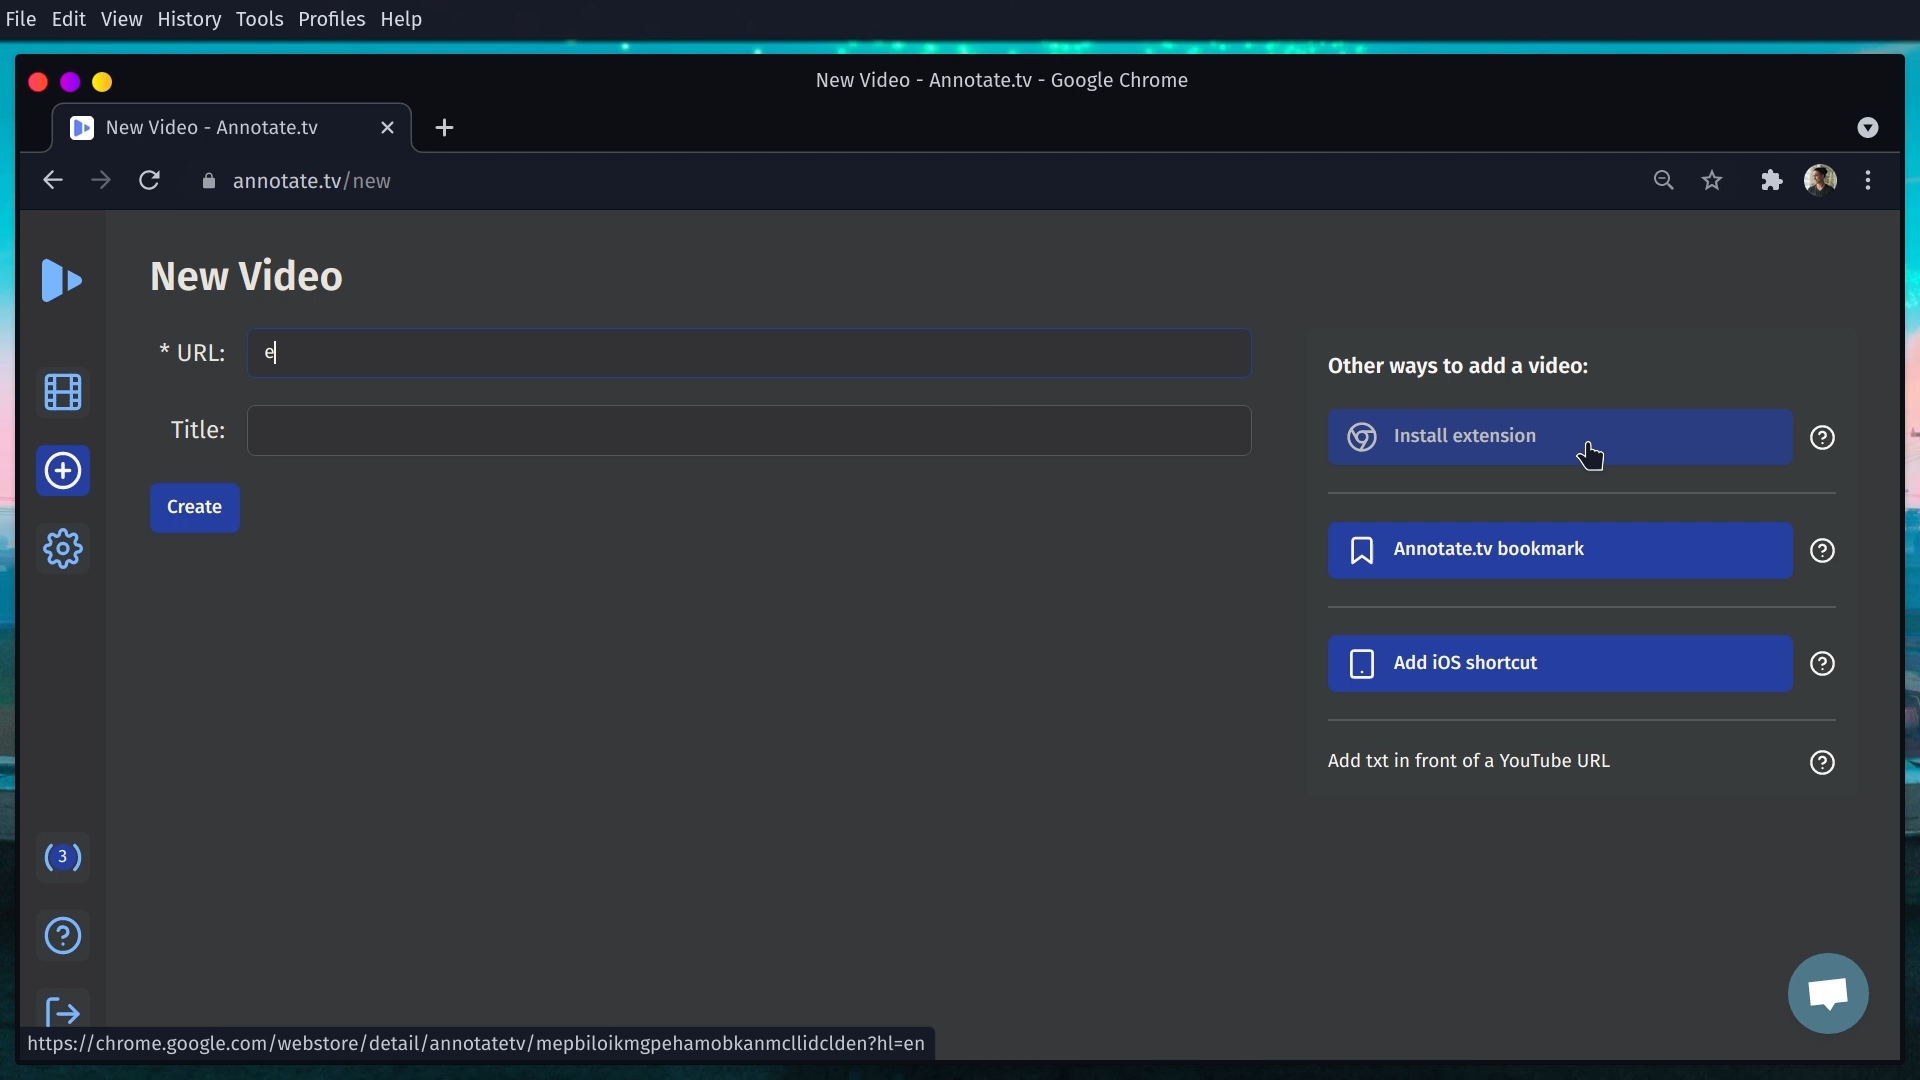 File Edit View History Tools Profiles Help
New Video - Annotate.tv - Google Chrome
New Video - Annotate.tv
annotate.tv/new
New Video
* URL: e
Title:
Create
Other ways to add a video:
Install extension
Annotate.tv bookmark
Add iOS shortcut
Add txt in front of a YouTube URL
3
https://chrome.google.com/webstore/detail/annotatetv/mepbiloikmgpehamobkanmcllidclden?hl=en